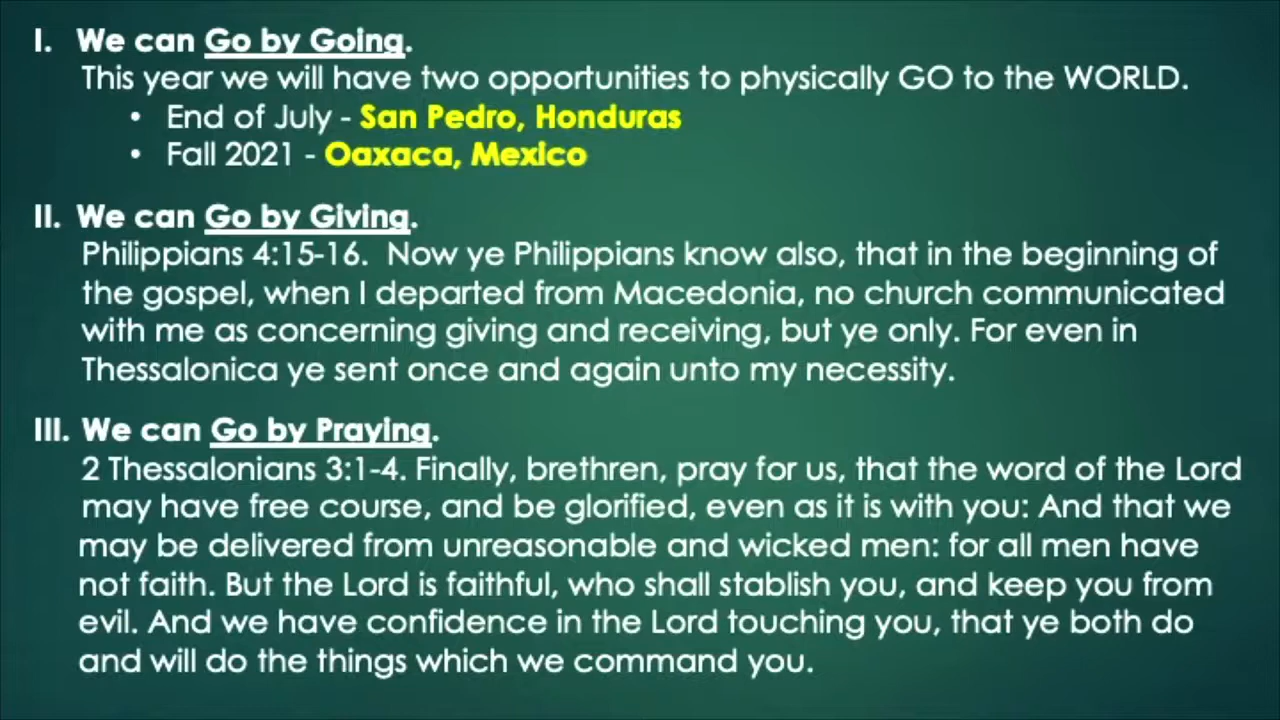 I. We can Go by Going.
This year we will have two opportunities to physically GO to the WORLD.
• End of July - San Pedro, Honduras
• Fall 2021 - Oaxaca, Mexico
II. We can Go by Giving.
Philippians 4:15-16. Now ye Philippians know also, that in the beginning of
the gospel, when I departed from Macedonia, no church communicated
with me as concerning giving and receiving, but ye only. For even in
Thessalonica ye sent once and again unto my necessity.
III. We can Go by Praying.
2 Thessalonians 3:1-4. Finally, brethren, pray for us, that the word of the Lord
may have free course, and be glorified, even as it is with you: And that we
may be delivered from unreasonable and wicked men: for all men have
not faith. But the Lord is faithful, who shall stablish you, and keep you from
evil. And we have confidence in the Lord touching you, that ye both do
and will do the things which we command you.